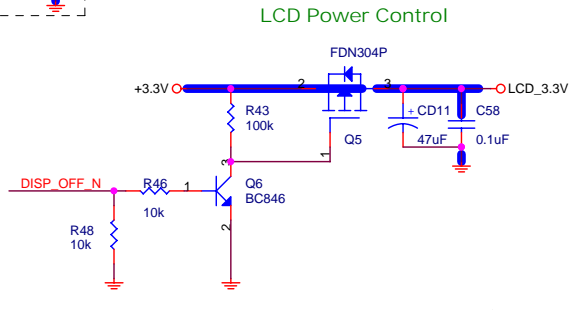 LCD Power Control
FDN304P
+3.3V
2
3
LCD_3.3V
R43
100k
+
CD11
C58
1
Q5
47uF
0.1uF
3
DISP_OFF_N
R46
1
Q6
BC846
10k
2
R48
10k